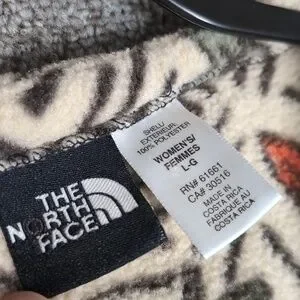 THE
NORTH
FACE
SHELL/
EXTERIEUR:
100% POLYESTER
WOMEN'S/
FEMMES
L-G
RN# 61661
CA# 30516
MADE IN
COSTA RICA
FABRIQUE AU
COSTA RICA